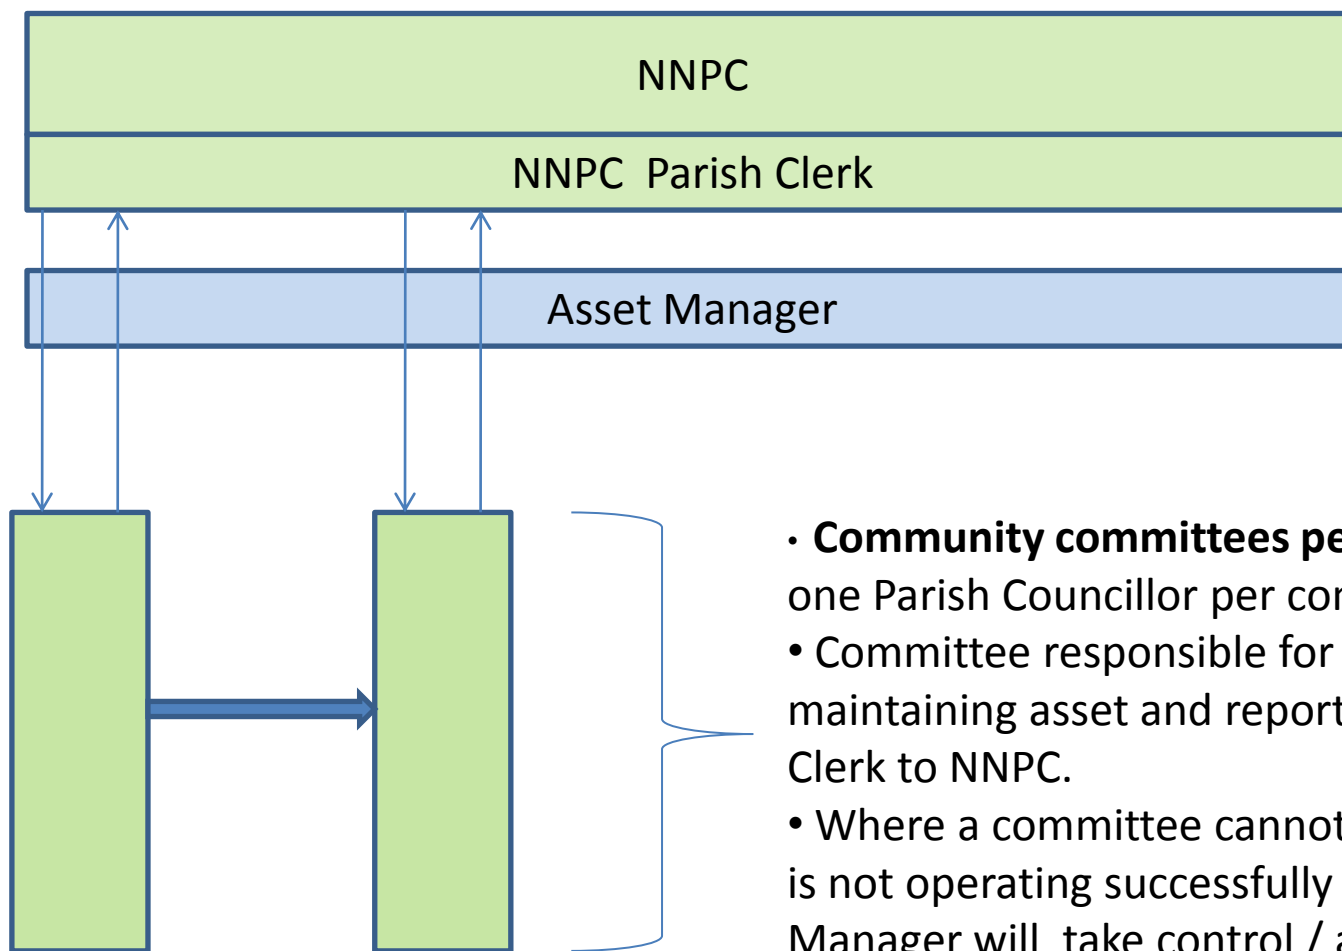 NNPC
NNPC Parish Clerk
Asset Manager
• Community committees pe
one Parish Councillor per
• Committee responsible for
maintaining asset and report
Clerk to NNPC.
• Where a committee cannot
is not operating successfully
Manager will take control /